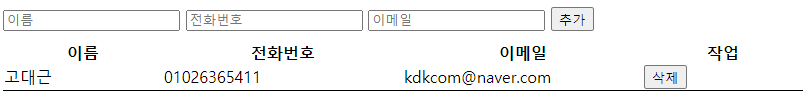 이름 전화번호 이메일 추가
이름 전화번호 이메일 작업
고대근 01026365411 kdkcom@naver.com 삭제